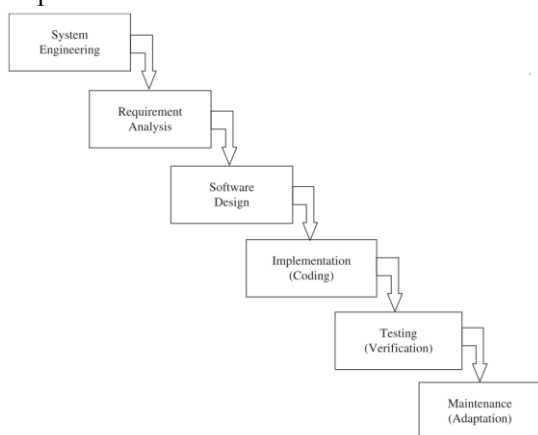 System
Engineering
Requirement
Analysis
Software
Design
Implementation
(Coding)
Testing
(Verification)
Maintenance
(Adaptation)